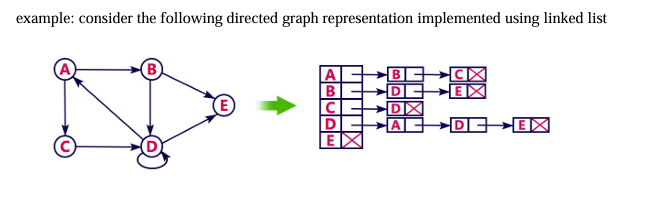 example: consider the following directed graph representation implemented using linked list
A B
E
C D
A B C
B D E
C D
D A D E
E